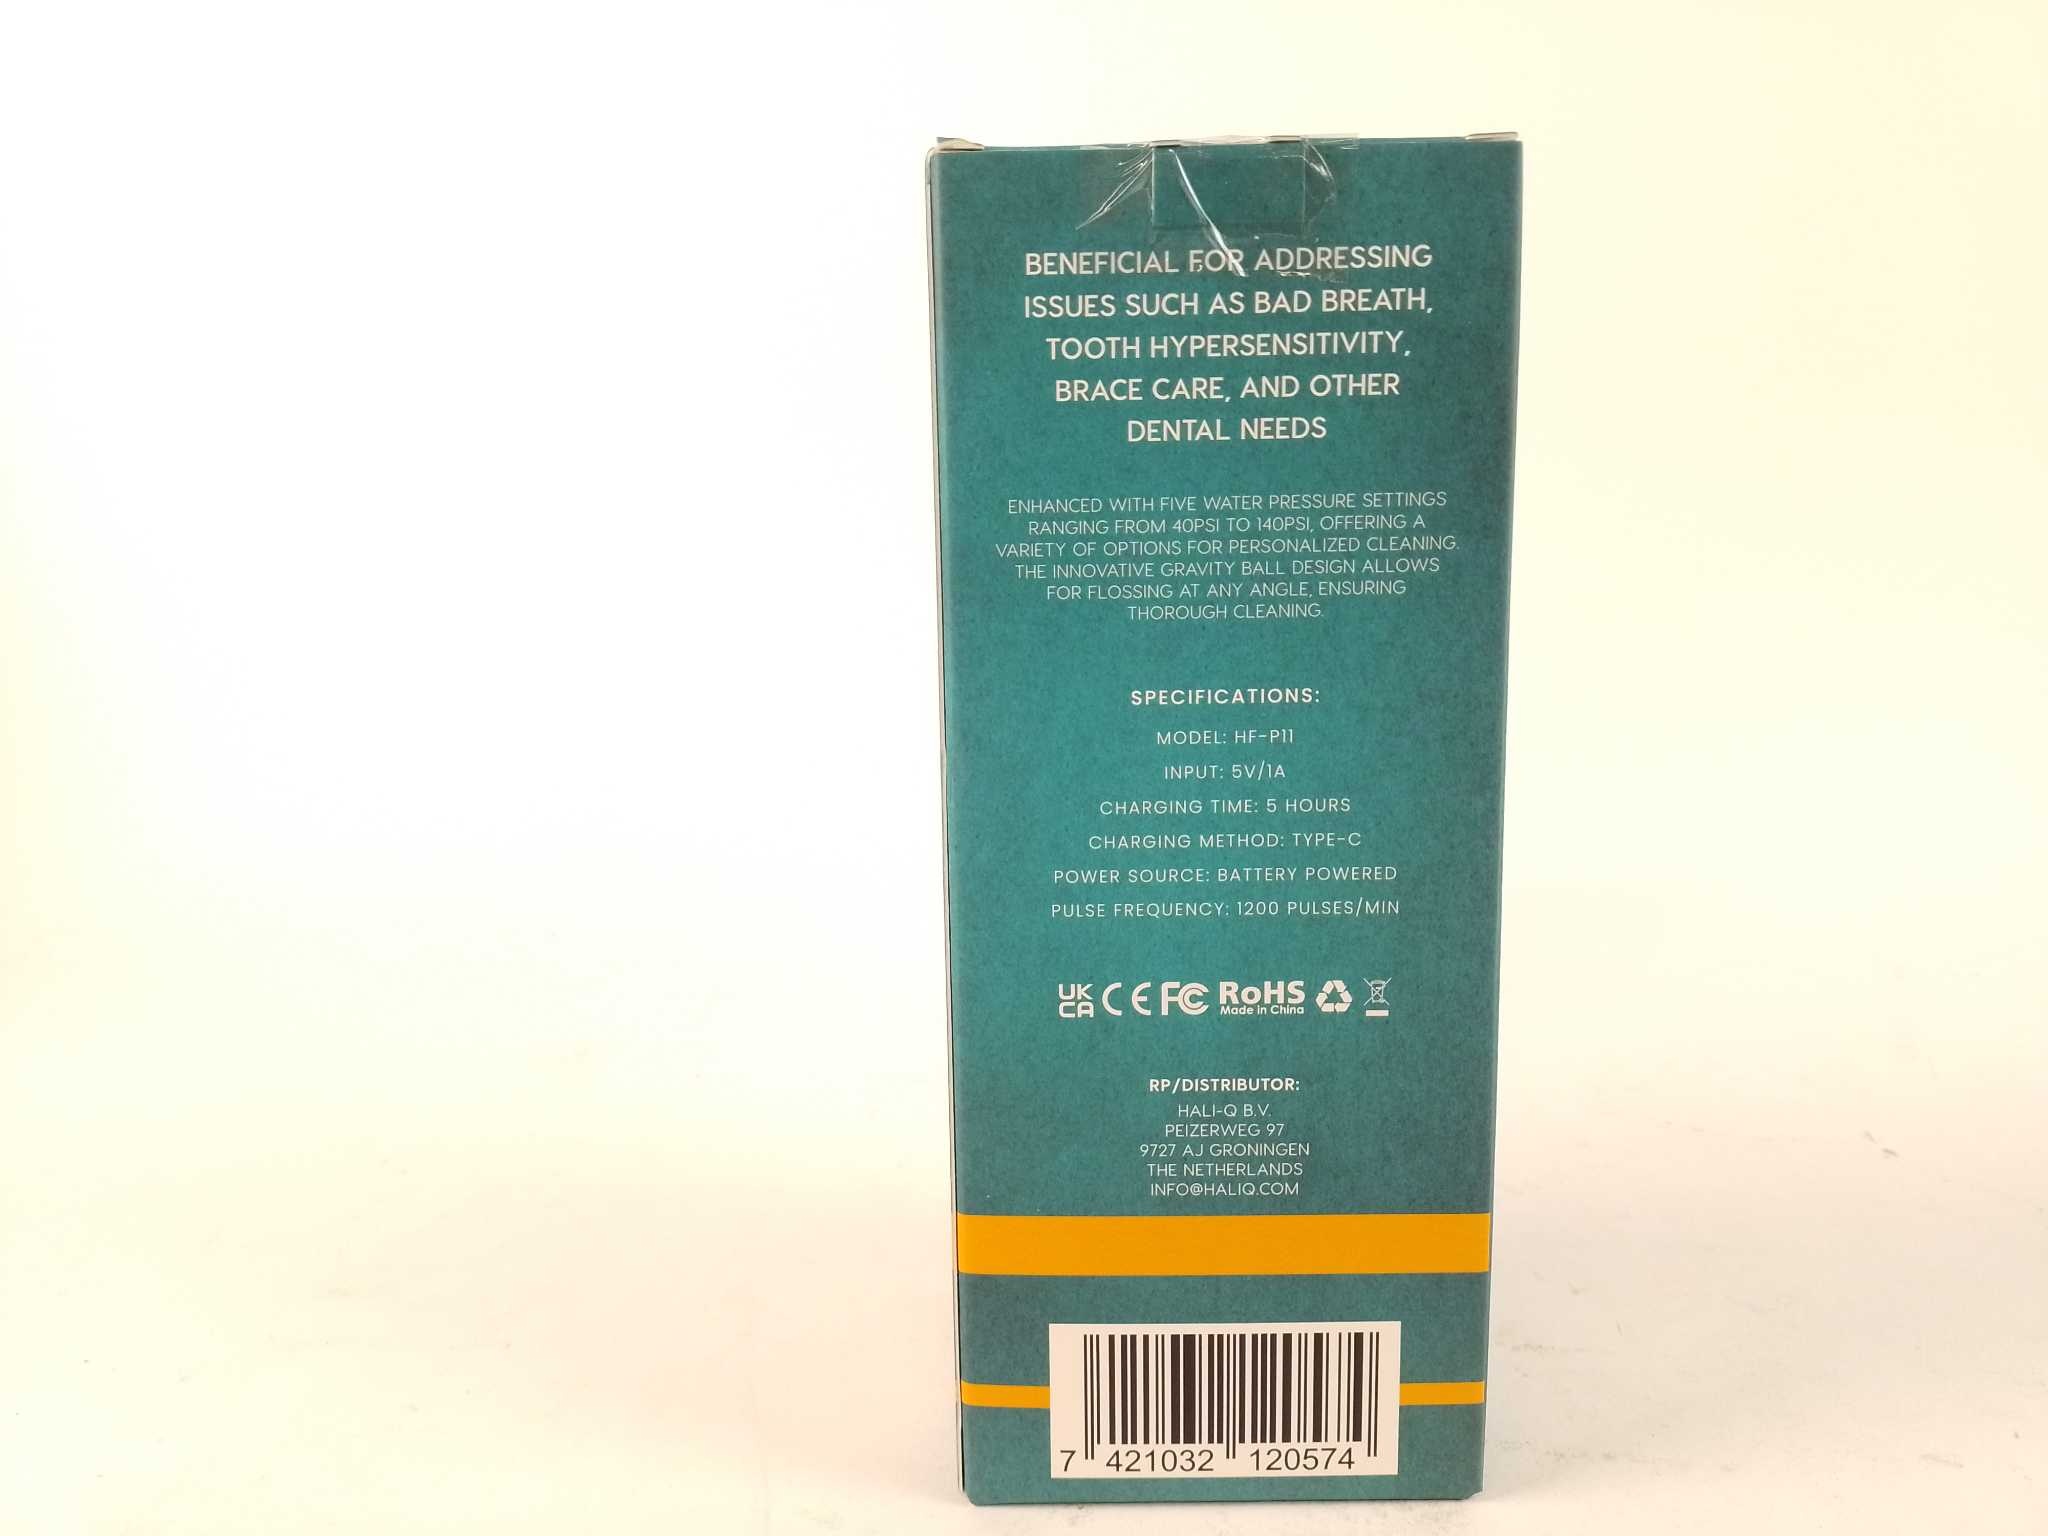 BENEFICIAL FOR ADDRESSING
ISSUES SUCH AS BAD BREATH,
TOOTH HYPERSENSITIVITY,
BRACE CARE, AND OTHER
DENTAL NEEDS
ENHANCED WITH FIVE WATER PRESSURE SETTINGS
RANGING FROM 40PSI TO 140PSI, OFFERING A
VARIETY OF OPTIONS FOR PERSONALIZED CLEANING.
THE INNOVATIVE GRAVITY BALL DESIGN ALLOWS
FOR FLOSSING AT ANY ANGLE, ENSURING
THOROUGH CLEANING.
SPECIFICATIONS:
MODEL: HF-P11
INPUT: 5V/1A
CHARGING TIME: 5 HOURS
CHARGING METHOD: TYPE-C
POWER SOURCE: BATTERY POWERED
PULSE FREQUENCY: 1200 PULSES/MIN
UK CA CE FC RoHS
Made in China
RP/DISTRIBUTOR:
HALI-Q B.V.
PEIZERWEG 97
9727 AJ GRONINGEN
THE NETHERLANDS
INFO@HALIQ.COM
7 421032 120574